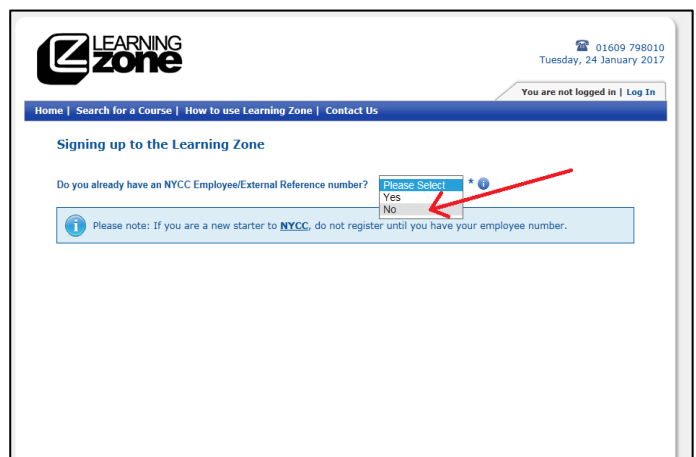 LEARNING
zone
01609 798010
Tuesday, 24 January 2017
You are not logged in | Log In
Home | Search for a Course | How to use Learning Zone | Contact Us
Signing up to the Learning Zone
Do you already have an NYCC Employee/External Reference number? Please Select *
Yes
No
Please note: If you are a new starter to NYCC, do not register until you have your employee number.